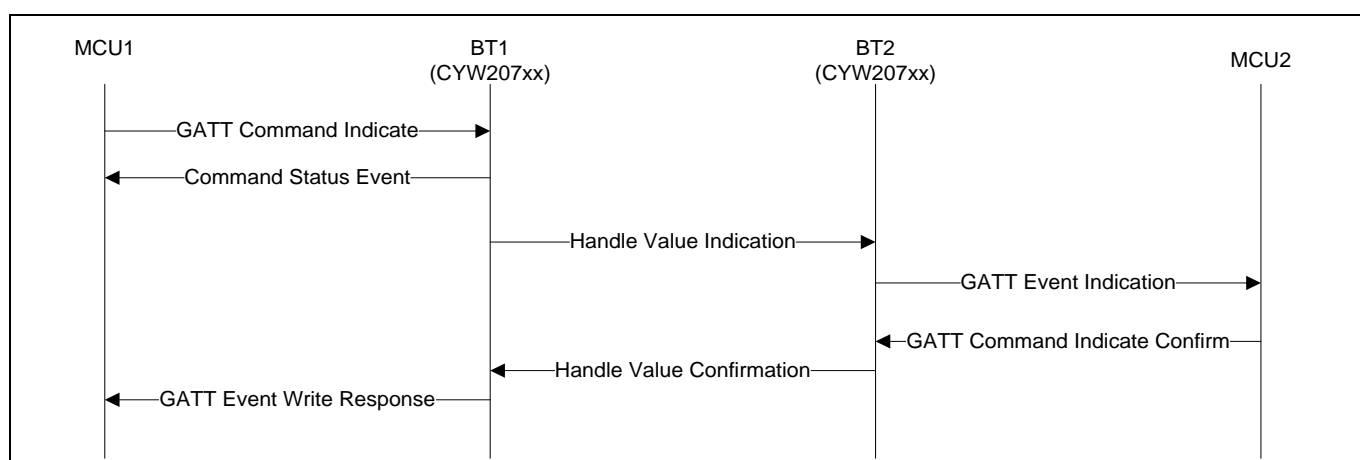 MCU1
BT1
(CYW207xx)
BT2
(CYW207xx)
MCU2
GATT Command Indicate
Command Status Event
Handle Value Indication
GATT Event Indication
GATT Command Indicate Confirm
Handle Value Confirmation
GATT Event Write Response